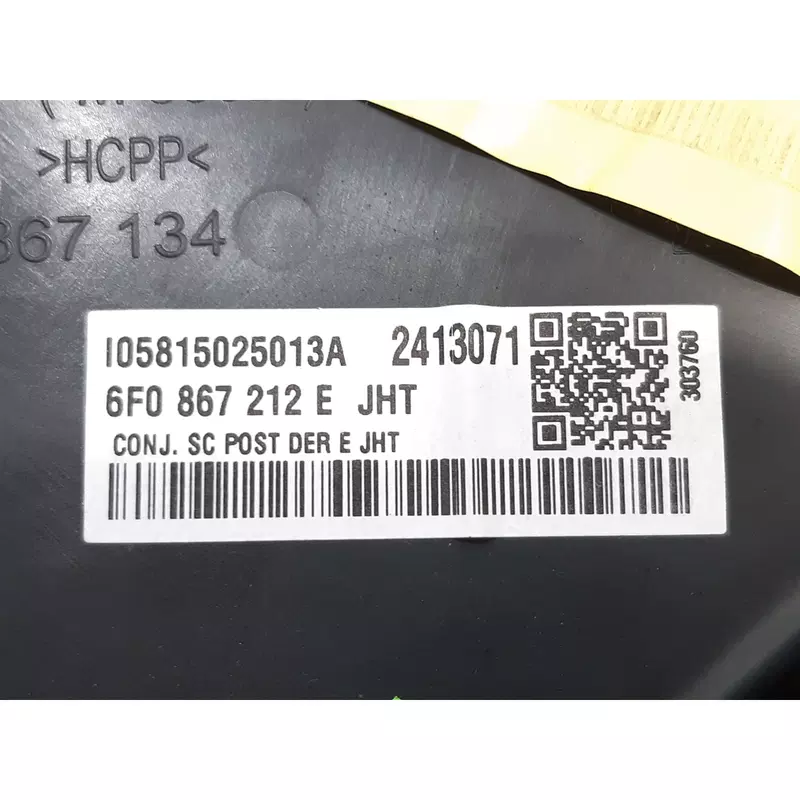 >HCPP<
867 134
I05815025013A 2413071
6F0 867 212 E JHT
CONJ. SC POST DER E JHT
303760